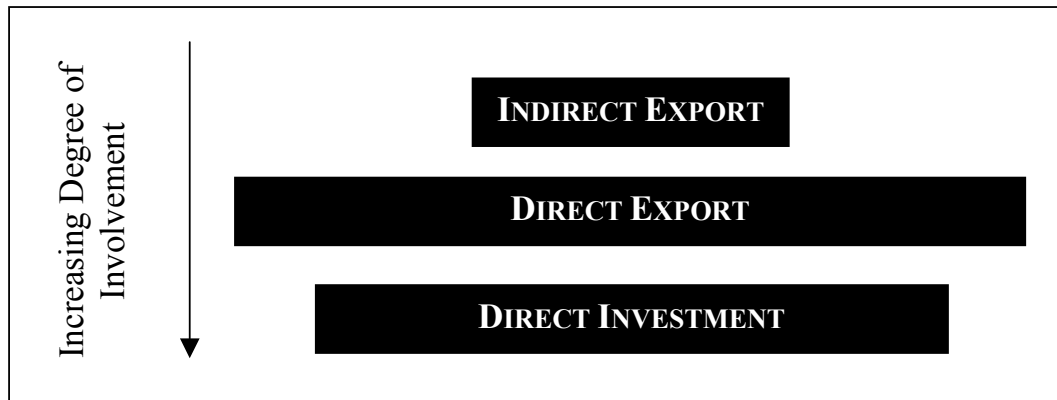 Increasing Degree of
Involvement
INDIRECT EXPORT
DIRECT EXPORT
DIRECT INVESTMENT